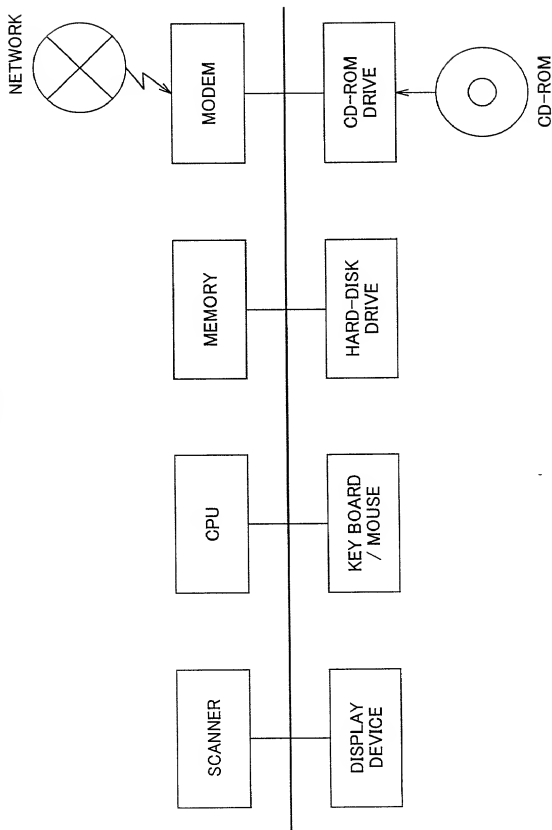 SCANNER
CPU
MEMORY
MODEM
NETWORK
DISPLAY
DEVICE
KEY BOARD
/ MOUSE
HARD-DISK
DRIVE
CD-ROM
DRIVE
CD-ROM